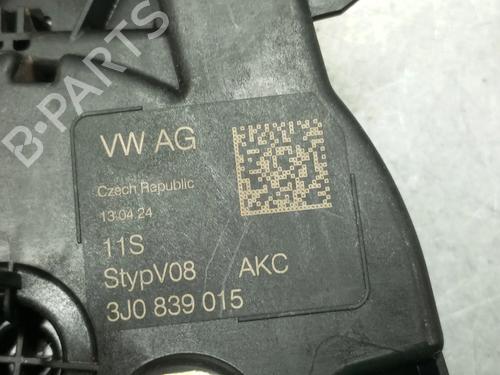 B-PARTS
VW AG
Czech Republic
13.04.24
11S
StypV08 AKC
3J0 839 015